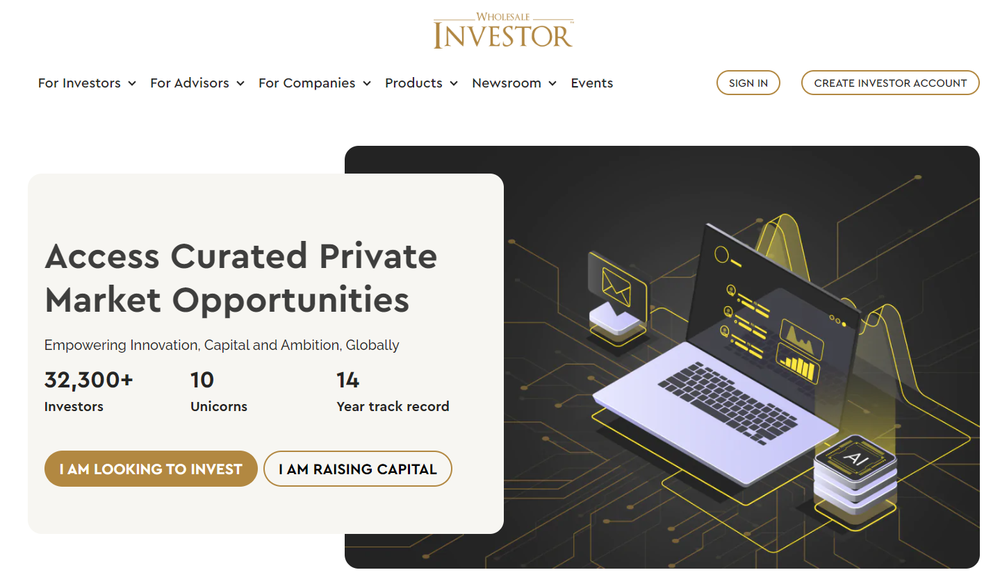 WHOLESALE
INVESTOR™
For Investors
For Advisors
For Companies
Products
Newsroom
Events
SIGN IN
CREATE INVESTOR ACCOUNT
Access Curated Private
Market Opportunities
Empowering Innovation, Capital and Ambition, Globally
32,300+
Investors
10
Unicorns
14
Year track record
I AM LOOKING TO INVEST
I AM RAISING CAPITAL
AI